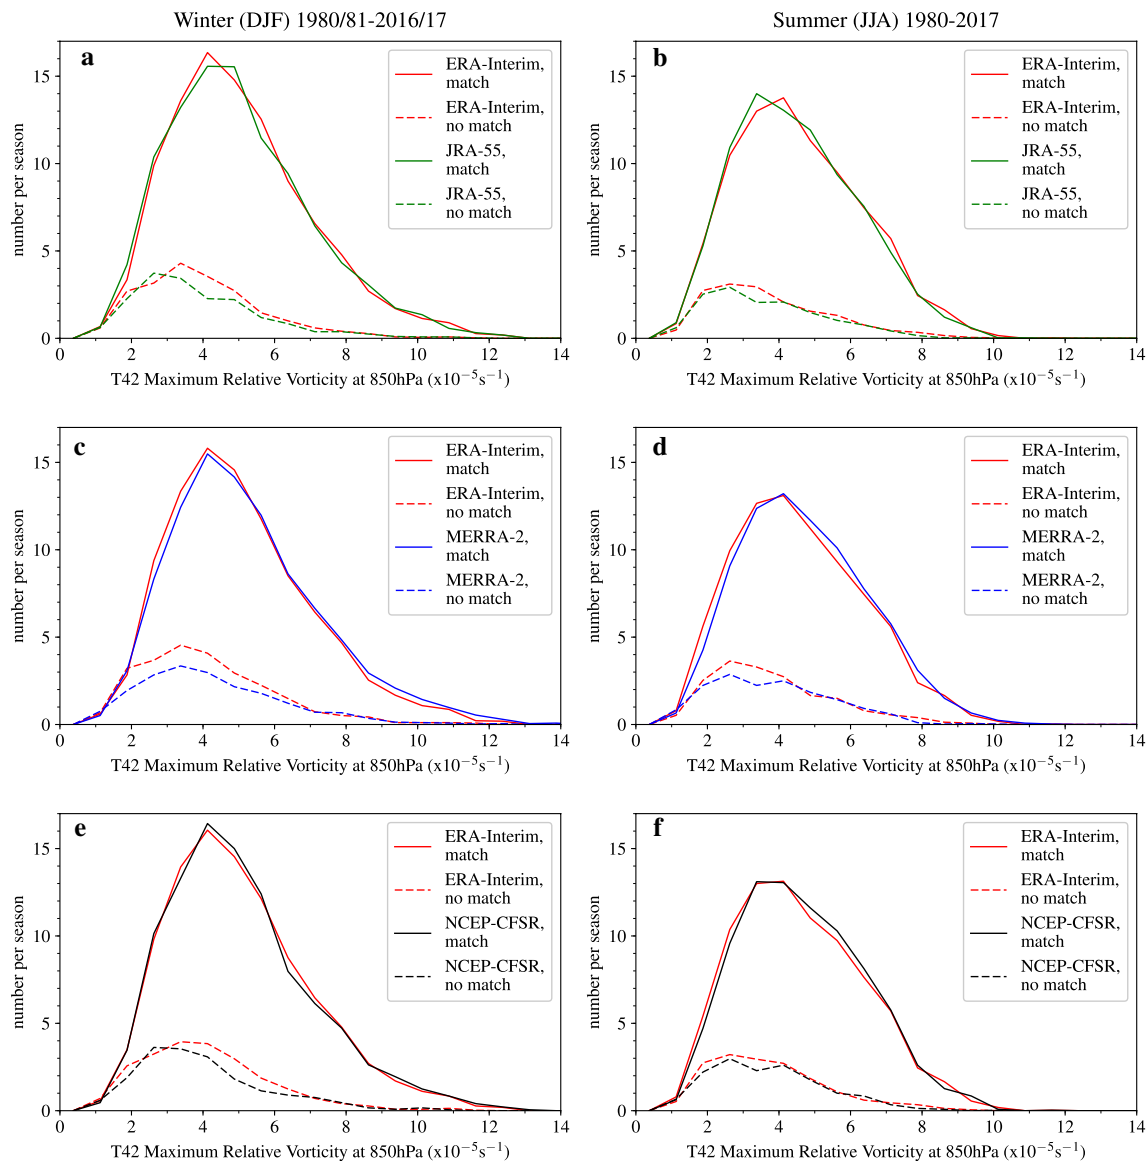 Winter (DJF) 1980/81-2016/17
Summer (JJA) 1980-2017
a
number per season
15
10
5
0
0 2 4 6 8 10 12 14
T42 Maximum Relative Vorticity at 850hPa (x10−5s−1)
ERA-Interim,
match
ERA-Interim,
no match
JRA-55,
match
JRA-55,
no match
b
number per season
15
10
5
0
0 2 4 6 8 10 12 14
T42 Maximum Relative Vorticity at 850hPa (x10−5s−1)
ERA-Interim,
match
ERA-Interim,
no match
JRA-55,
match
JRA-55,
no match
c
number per season
15
10
5
0
0 2 4 6 8 10 12 14
T42 Maximum Relative Vorticity at 850hPa (x10−5s−1)
ERA-Interim,
match
ERA-Interim,
no match
MERRA-2,
match
MERRA-2,
no match
d
number per season
15
10
5
0
0 2 4 6 8 10 12 14
T42 Maximum Relative Vorticity at 850hPa (x10−5s−1)
ERA-Interim,
match
ERA-Interim,
no match
MERRA-2,
match
MERRA-2,
no match
e
number per season
15
10
5
0
0 2 4 6 8 10 12 14
T42 Maximum Relative Vorticity at 850hPa (x10−5s−1)
ERA-Interim,
match
ERA-Interim,
no match
NCEP-CFSR,
match
NCEP-CFSR,
no match
f
number per season
15
10
5
0
0 2 4 6 8 10 12 14
T42 Maximum Relative Vorticity at 850hPa (x10−5s−1)
ERA-Interim,
match
ERA-Interim,
no match
NCEP-CFSR,
match
NCEP-CFSR,
no match